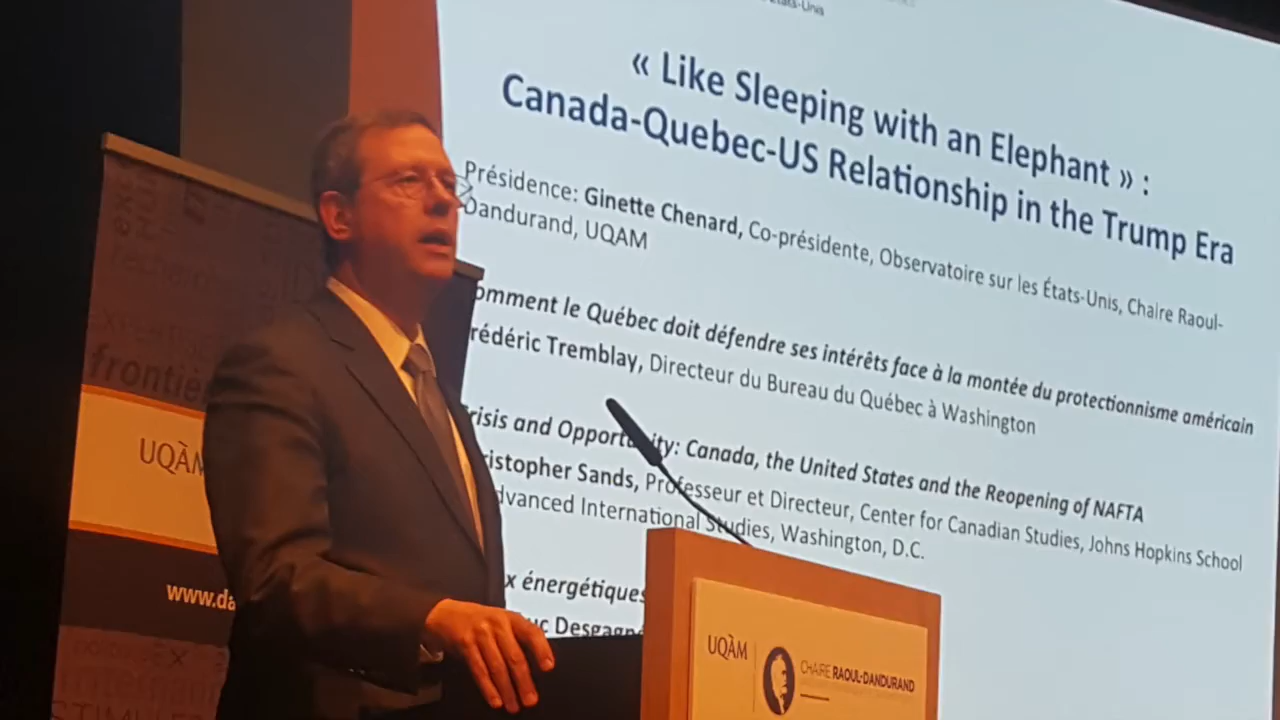 États-Unis
« Like Sleeping with an Elephant » :
Canada-Quebec-US Relationship in the Trump Era
Présidence: Ginette Chenard, Co-présidente, Observatoire sur les États-Unis, Chaire Raoul-
Dandurand, UQAM
omment le Québec doit défendre ses intérêts face à la montée du protectionnisme américain
rédéric Tremblay, Directeur du Bureau du Québec à Washington
risis and Opportunity: Canada, the United States and the Reopening of NAFTA
ristopher Sands, Professeur et Directeur, Center for Canadian Studies, Johns Hopkins School
dvanced International Studies, Washington, D.C.
x énergétiques
uc Desgagné
frontiè
UQÀM
www.da
UQÀM
CHAIRE RAOUL-DANDURAND